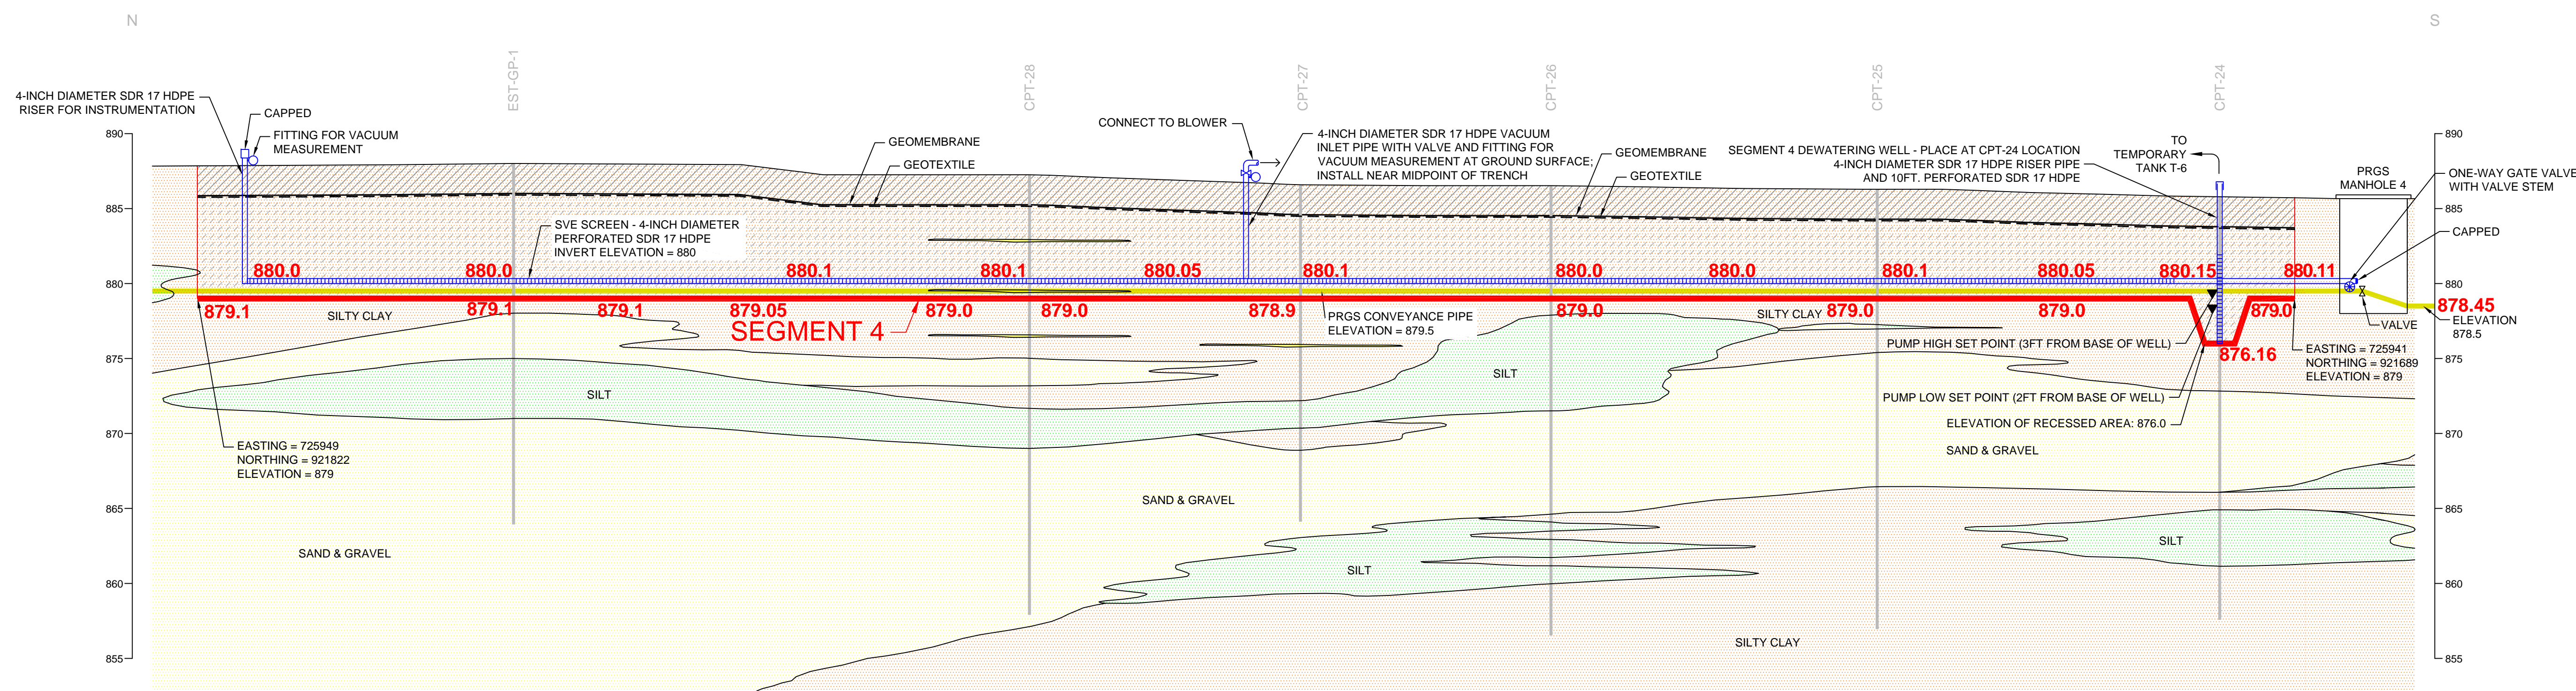 N
S
EST-GP-1
CPT-28
CPT-27
CPT-26
CPT-25
CPT-24
4-INCH DIAMETER SDR 17 HDPE
RISER FOR INSTRUMENTATION
CAPPED
FITTING FOR VACUUM
MEASUREMENT
GEOMEMBRANE
GEOTEXTILE
CONNECT TO BLOWER
4-INCH DIAMETER SDR 17 HDPE VACUUM
INLET PIPE WITH VALVE AND FITTING FOR
VACUUM MEASUREMENT AT GROUND SURFACE;
INSTALL NEAR MIDPOINT OF TRENCH
GEOMEMBRANE
GEOTEXTILE
SEGMENT 4 DEWATERING WELL - PLACE AT CPT-24 LOCATION
4-INCH DIAMETER SDR 17 HDPE RISER PIPE
AND 10FT. PERFORATED SDR 17 HDPE
TO
TEMPORARY
TANK T-6
PRGS
MANHOLE 4
ONE-WAY GATE VALVE
WITH VALVE STEM
CAPPED
890
885
880
875
870
865
860
855
890
885
880
875
870
865
860
855
SVE SCREEN - 4-INCH DIAMETER
PERFORATED SDR 17 HDPE
INVERT ELEVATION = 880
880.0
880.0
880.1
880.1
880.05
880.1
880.0
880.0
880.1
880.05
880.15
880.11
879.1
879.1
879.1
879.05
879.0
879.0
878.9
879.0
879.0
879.0
879.0
878.45
ELEVATION
878.5
VALVE
SILTY CLAY
SEGMENT 4
PRGS CONVEYANCE PIPE
ELEVATION = 879.5
SILTY CLAY
PUMP HIGH SET POINT (3FT FROM BASE OF WELL)
876.16
EASTING = 725941
NORTHING = 921689
ELEVATION = 879
SILT
SILT
PUMP LOW SET POINT (2FT FROM BASE OF WELL)
ELEVATION OF RECESSED AREA: 876.0
EASTING = 725949
NORTHING = 921822
ELEVATION = 879
SAND & GRAVEL
SAND & GRAVEL
SAND & GRAVEL
SILT
SILT
SILTY CLAY